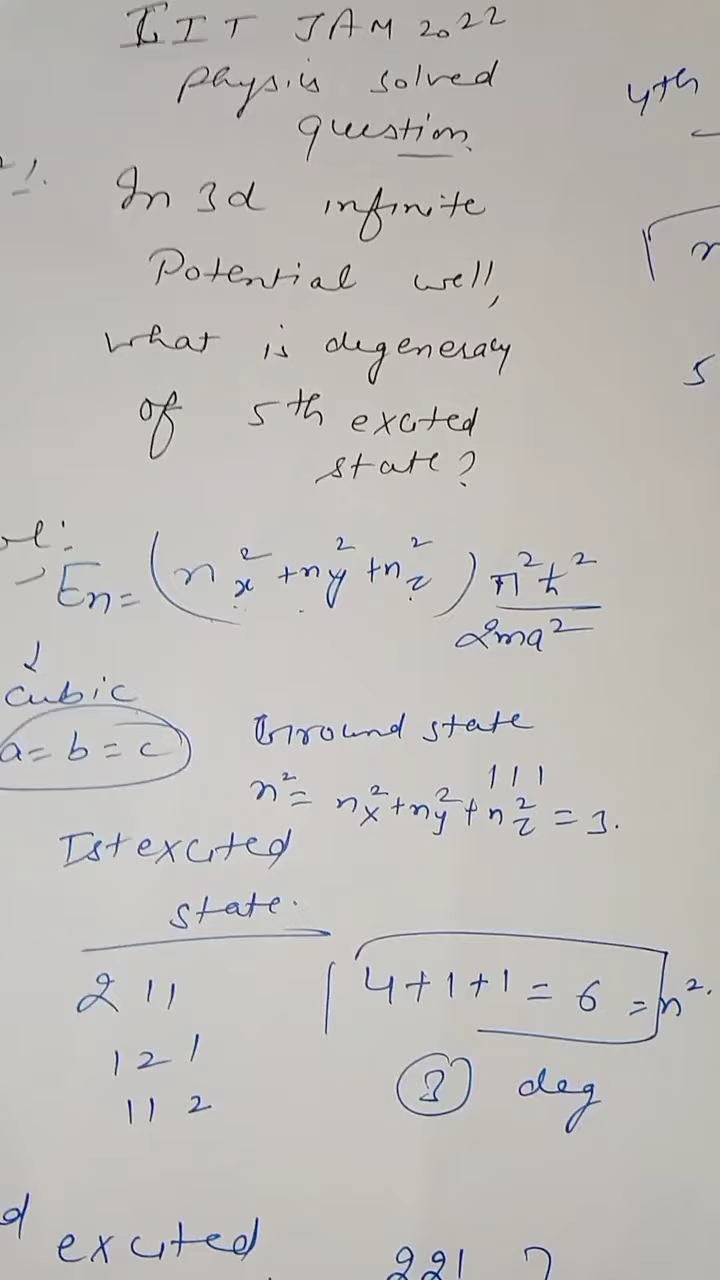 IIT JAM 2022
physics solved
question.
4th
In 3d infinite
Potential well,
what is degeneracy
5
of 5th excited
state?
En = (nx² + ny² + nz²) π²ħ² / 2ma²
cubic
a = b = c
Ground state
1 1 1
n² = nx² + ny² + nz² = 3.
Ist excited
state.
2 1 1
4 + 1 + 1 = 6 = n².
1 2 1
1 1 2
3 deg
excited
221